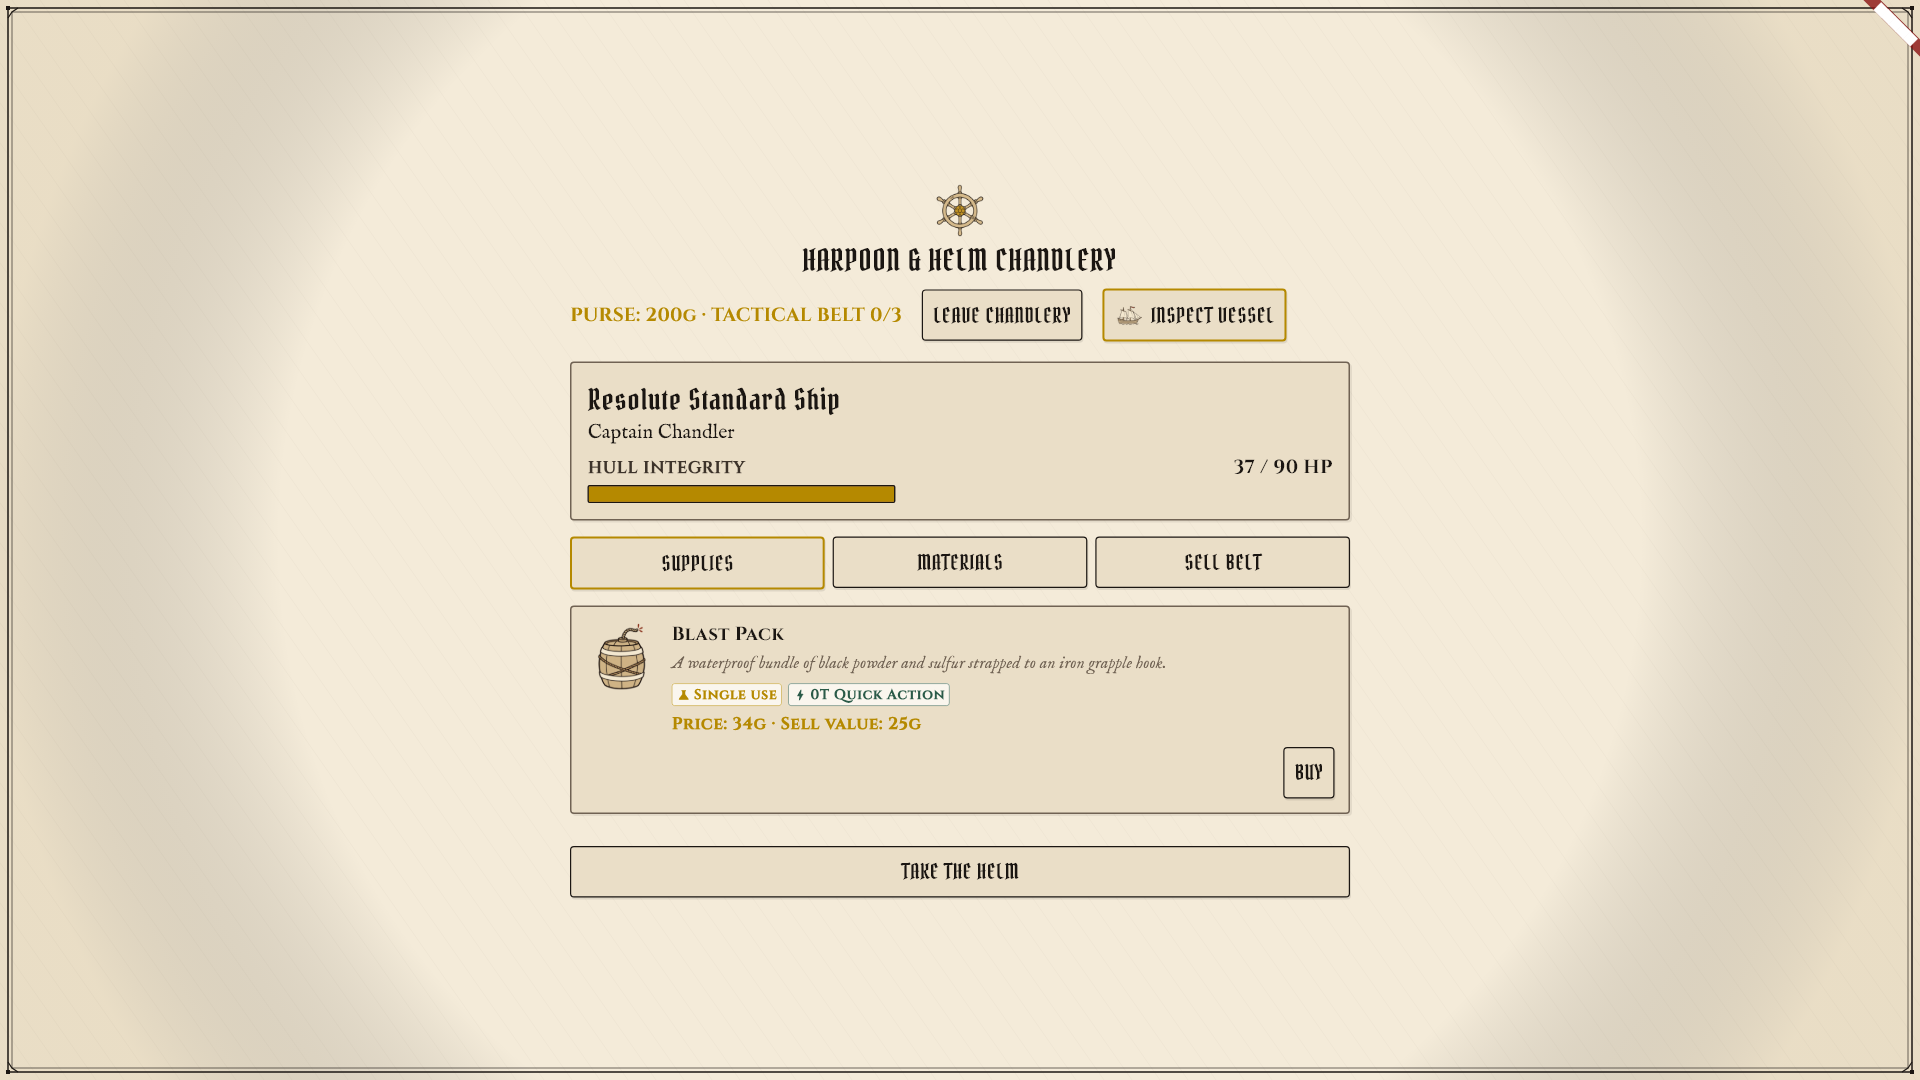 HARPOON & HELM CHANDLERY
PURSE: 200G · TACTICAL BELT 0/3
LEAVE CHANDLERY
INSPECT VESSEL
Resolute Standard Ship
Captain Chandler
HULL INTEGRITY
37 / 90 HP
SUPPLIES
MATERIALS
SELL BELT
Blast Pack
A waterproof bundle of black powder and sulfur strapped to an iron grapple hook.
Single use
0T Quick Action
Price: 34g · Sell value: 25g
BUY
TAKE THE HELM